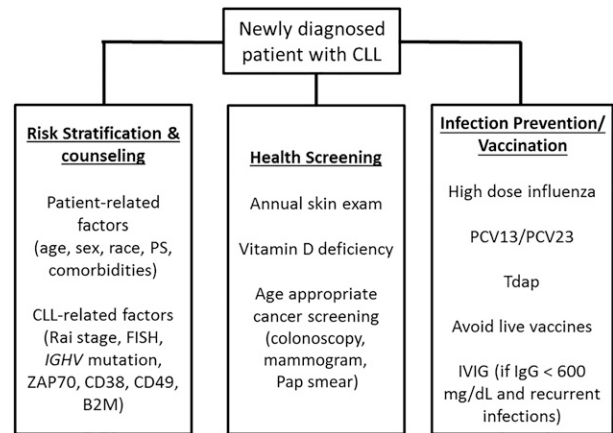 Newly diagnosed
patient with CLL
Risk Stratification &
counseling
Patient-related
factors
(age, sex, race, PS,
comorbidities)
CLL-related factors
(Rai stage, FISH,
IGHV mutation,
ZAP70, CD38, CD49,
B2M)
Health Screening
Annual skin exam
Vitamin D deficiency
Age appropriate
cancer screening
(colonoscopy,
mammogram,
Pap smear)
Infection Prevention/
Vaccination
High dose influenza
PCV13/PCV23
Tdap
Avoid live vaccines
IVIG (if IgG < 600
mg/dL and recurrent
infections)